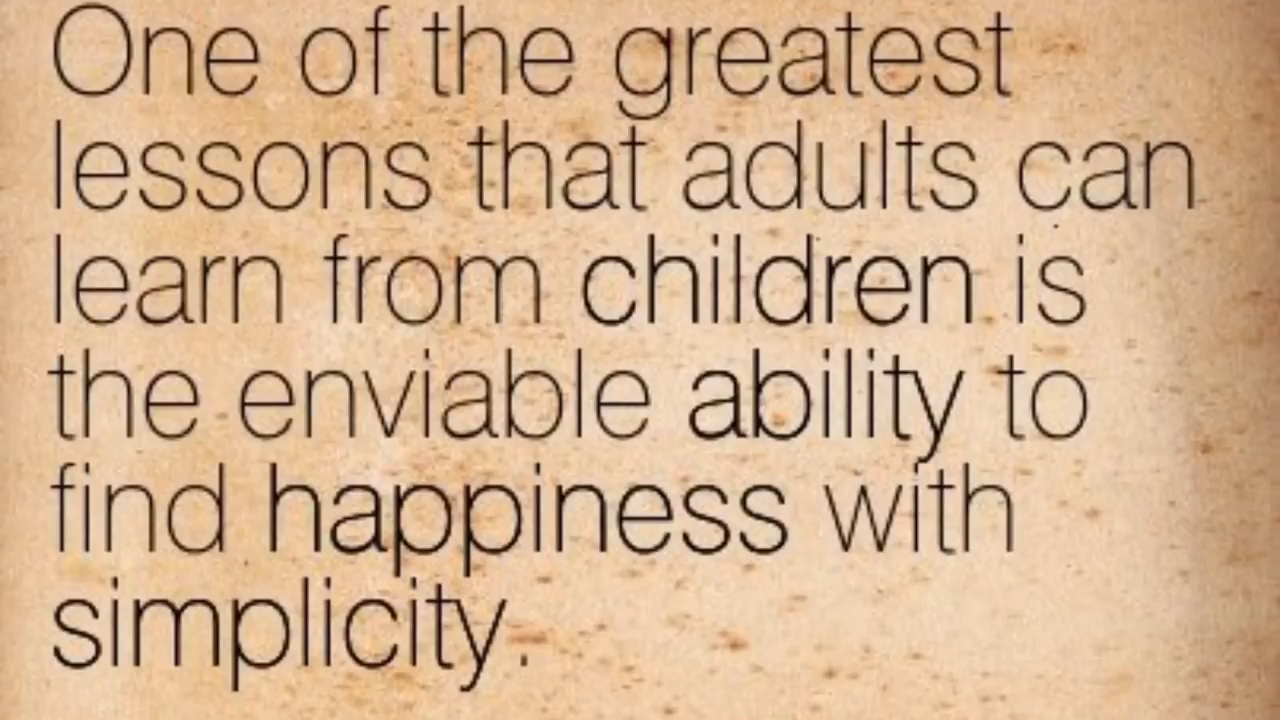 One of the greatest
lessons that adults can
learn from children is
the enviable ability to
find happiness with
simplicity.